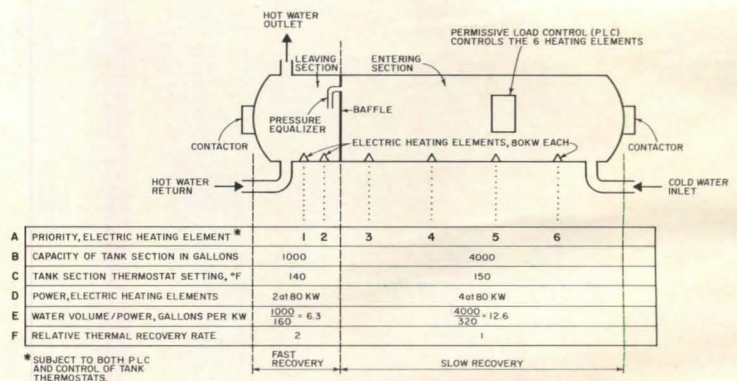 HOT WATER
OUTLET
PERMISSIVE LOAD CONTROL (PLC)
CONTROLS THE 6 HEATING ELEMENTS
LEAVING
SECTION
ENTERING
SECTION
PRESSURE
EQUALIZER
BAFFLE
ELECTRIC HEATING ELEMENTS, 80KW EACH
CONTACTOR
CONTACTOR
HOT WATER
RETURN
COLD WATER
INLET
A PRIORITY, ELECTRIC HEATING ELEMENT * 1 2 3 4 5 6
B CAPACITY OF TANK SECTION IN GALLONS 1000 4000
C TANK SECTION THERMOSTAT SETTING, °F 140 150
D POWER, ELECTRIC HEATING ELEMENTS 2 at 80 KW 4 at 80 KW
E WATER VOLUME/POWER, GALLONS PER KW 1000/160 = 6.3 4000/320 = 12.6
F RELATIVE THERMAL RECOVERY RATE 2 1
* SUBJECT TO BOTH PLC
AND CONTROL OF TANK
THERMOSTATS.
FAST
RECOVERY
SLOW RECOVERY